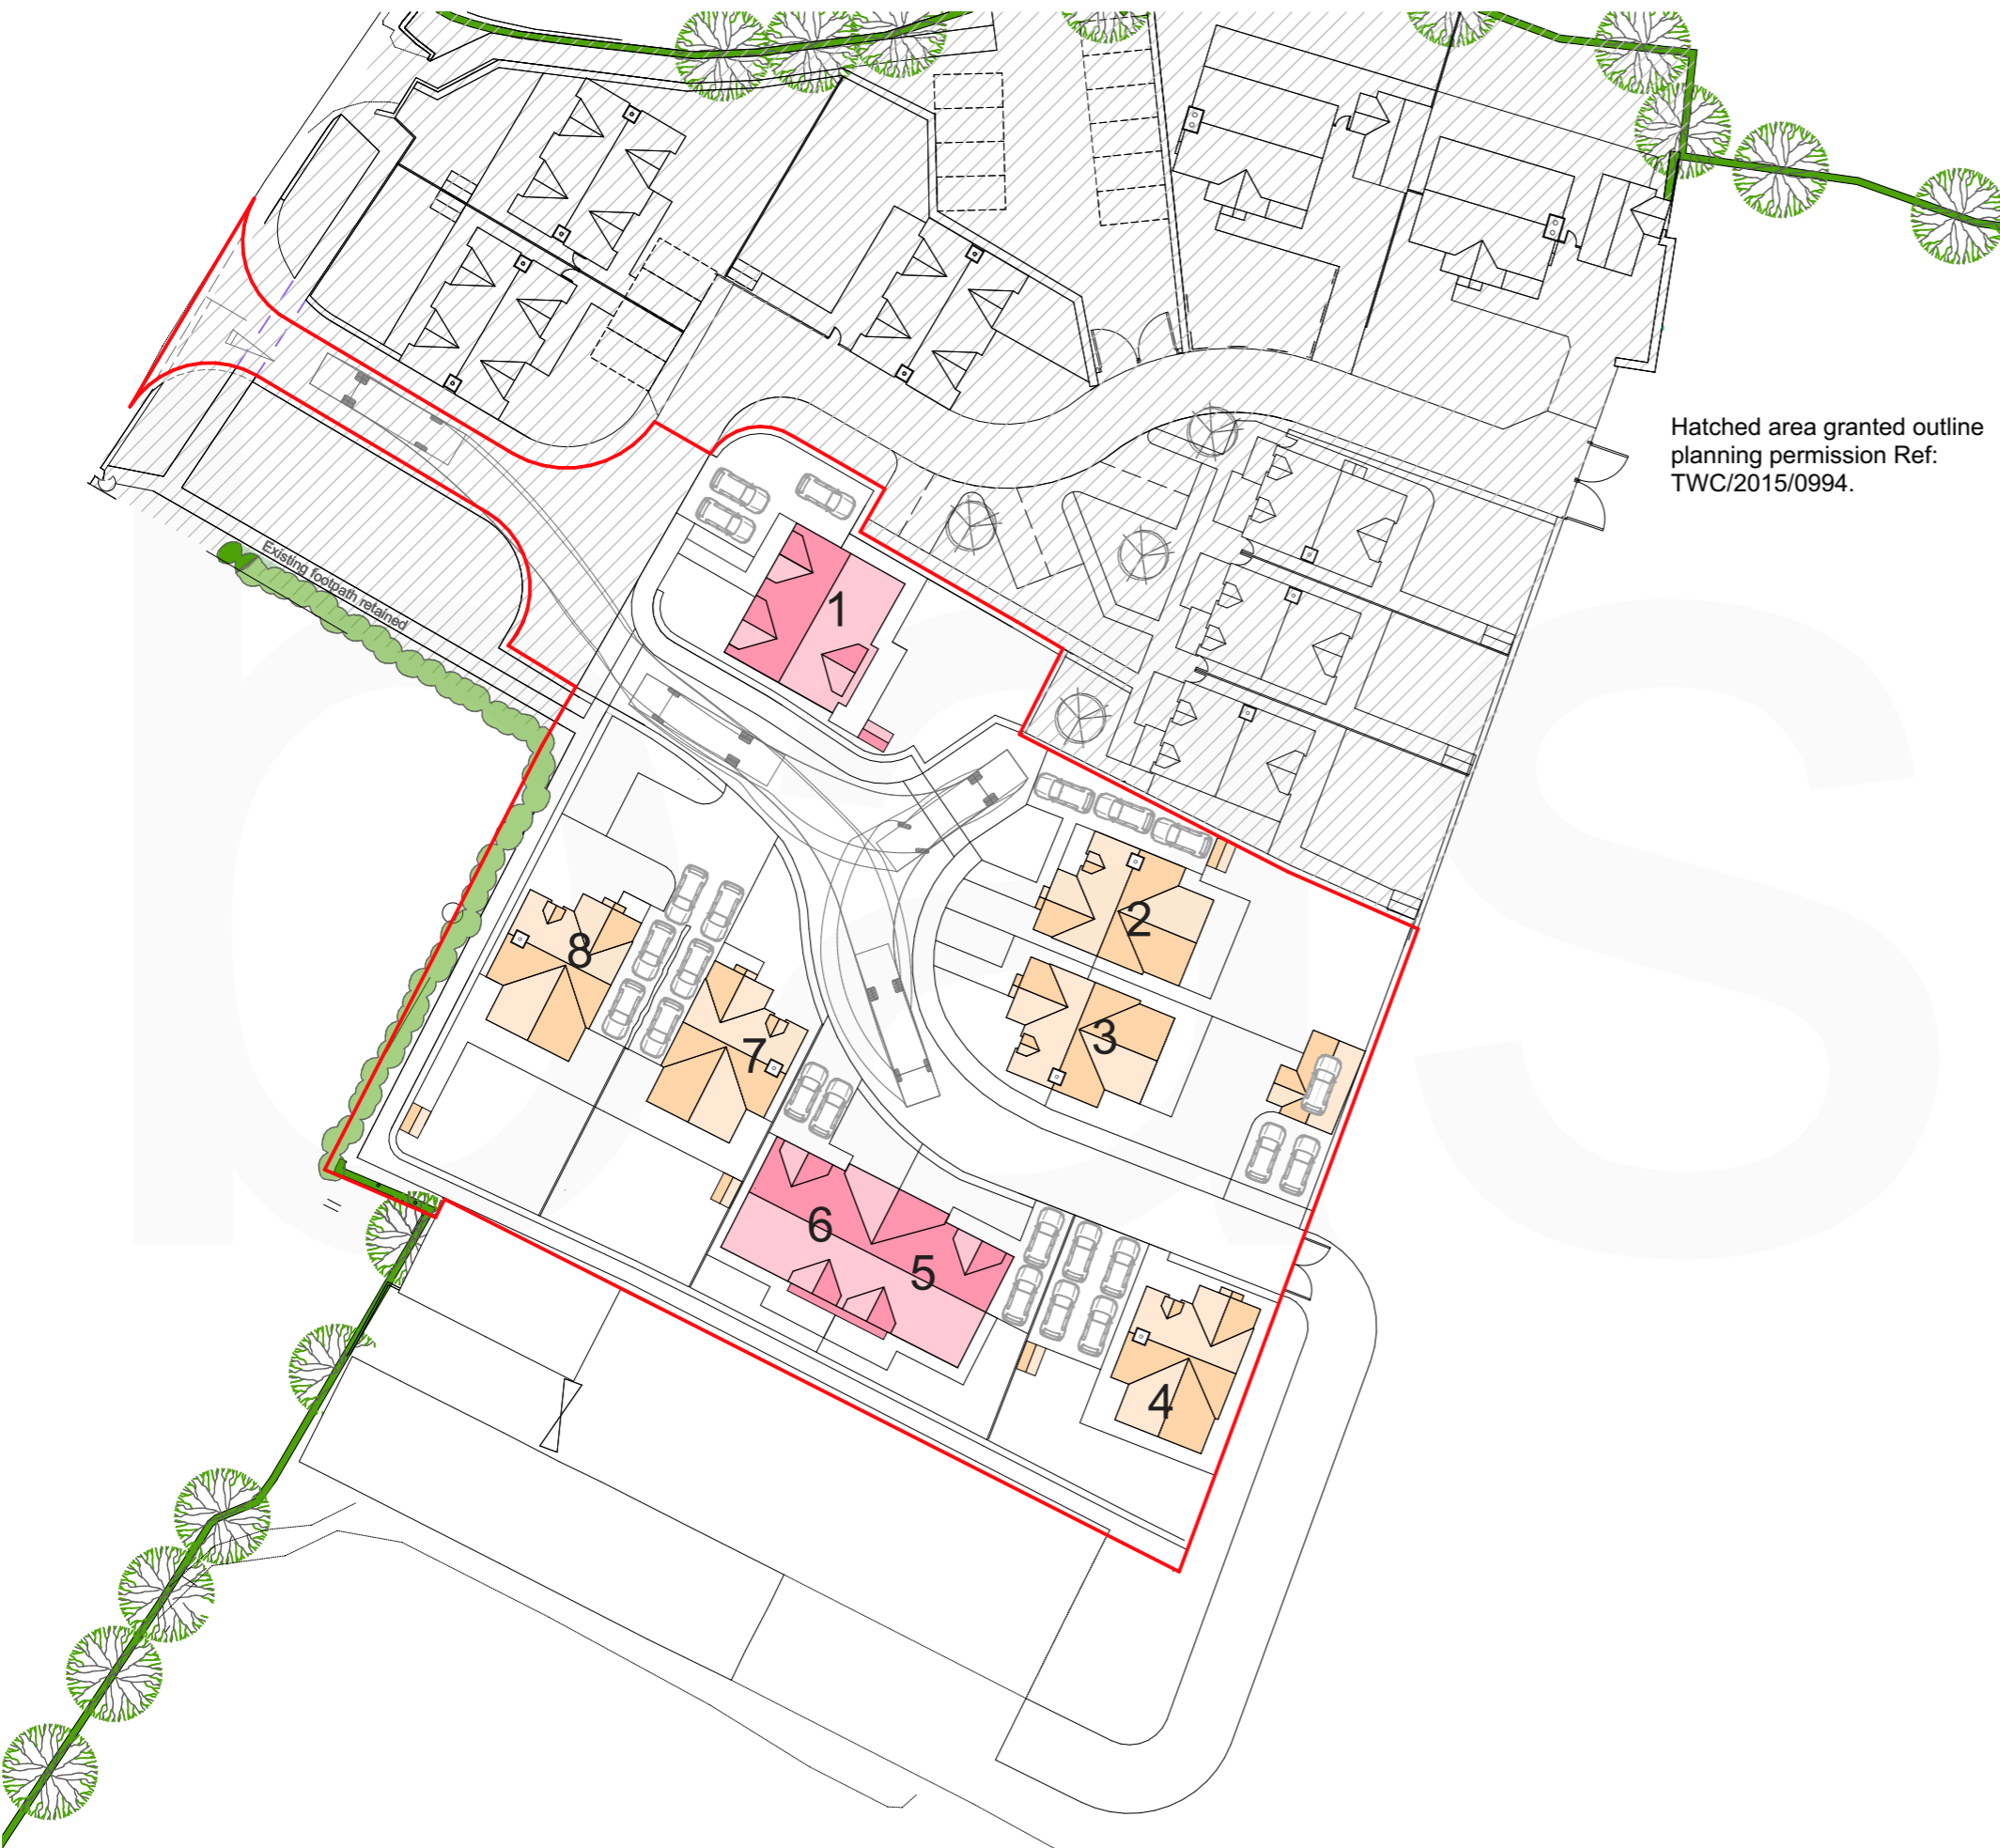 Hatched area granted outline
planning permission Ref:
TWC/2015/0994.
Existing footpath retained
1
2
3
8
7
6
5
4